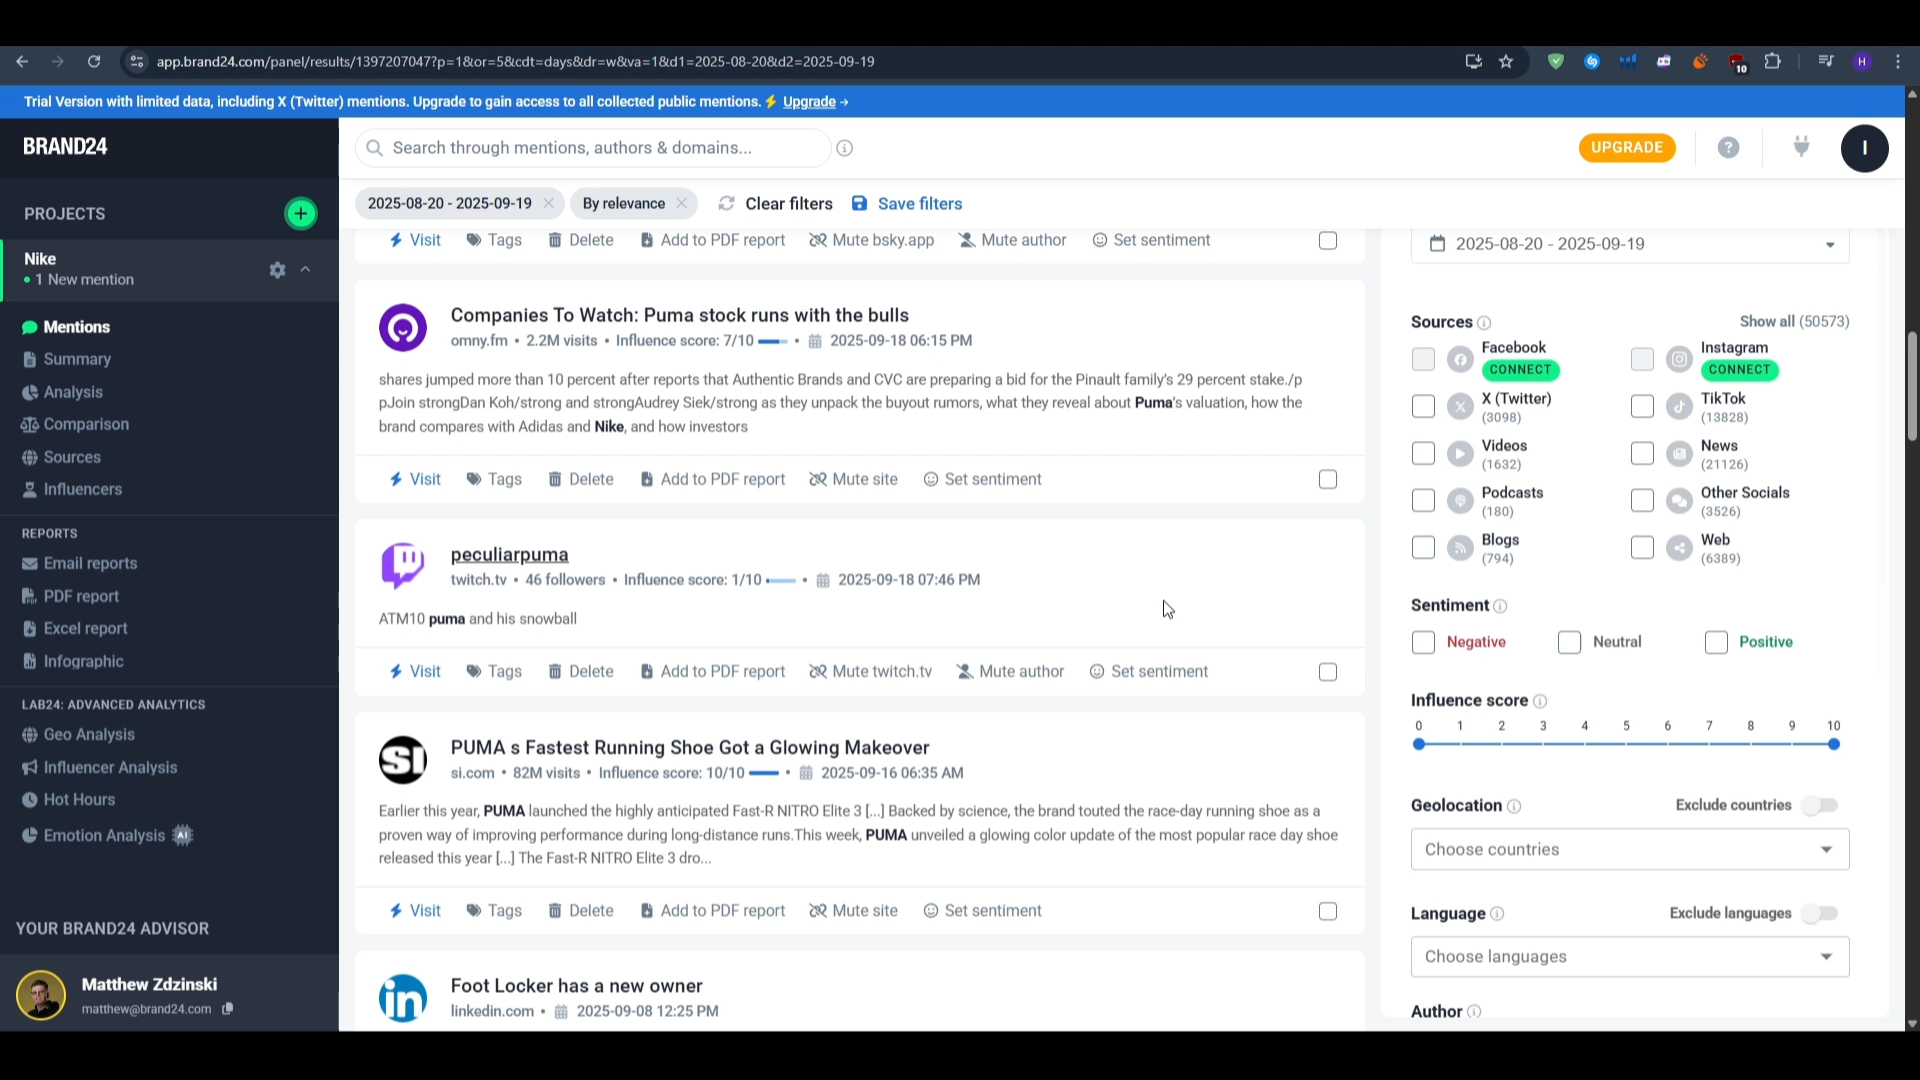 app.brand24.com/panel/results/1397207047?p=1&or=5&cdt=days&dr=w&va=1&d1=2025-08-20&d2=2025-09-19
10
H
Trial Version with limited data, including X (Twitter) mentions. Upgrade to gain access to all collected public mentions.⚡ Upgrade →
BRAND24
Search through mentions, authors & domains...
UPGRADE
I
PROJECTS
2025-08-20 - 2025-09-19
By relevance
Clear filters
Save filters
Nike
1 New mention
Mentions
Summary
Analysis
Comparison
Sources
Influencers
REPORTS
Email reports
PDF report
Excel report
Infographic
LAB24: ADVANCED ANALYTICS
Geo Analysis
Influencer Analysis
Hot Hours
Emotion Analysis AI
YOUR BRAND24 ADVISOR
Matthew Zdzinski
matthew@brand24.com
Visit Tags Delete Add to PDF report Mute bsky.app Mute author Set sentiment
Companies To Watch: Puma stock runs with the bulls
omny.fm • 2.2M visits • Influence score: 7/10 • 2025-09-18 06:15 PM
shares jumped more than 10 percent after reports that Authentic Brands and CVC are preparing a bid for the Pinault family's 29 percent stake./p
pJoin strongDan Koh/strong and strongAudrey Siek/strong as they unpack the buyout rumors, what they reveal about Puma's valuation, how the
brand compares with Adidas and Nike, and how investors
Visit Tags Delete Add to PDF report Mute site Set sentiment
peculiarpuma
twitch.tv • 46 followers • Influence score: 1/10 • 2025-09-18 07:46 PM
ATM10 puma and his snowball
Visit Tags Delete Add to PDF report Mute twitch.tv Mute author Set sentiment
SI
PUMA s Fastest Running Shoe Got a Glowing Makeover
si.com • 82M visits • Influence score: 10/10 • 2025-09-16 06:35 AM
Earlier this year, PUMA launched the highly anticipated Fast-R NITRO Elite 3 [...] Backed by science, the brand touted the race-day running shoe as a
proven way of improving performance during long-distance runs.This week, PUMA unveiled a glowing color update of the most popular race day shoe
released this year [...] The Fast-R NITRO Elite 3 dro...
Visit Tags Delete Add to PDF report Mute site Set sentiment
in
Foot Locker has a new owner
linkedin.com • 2025-09-08 12:25 PM
2025-08-20 - 2025-09-19
Sources
Show all (50573)
Facebook
CONNECT
Instagram
CONNECT
X (Twitter)
(3098)
TikTok
(13828)
Videos
(1632)
News
(21126)
Podcasts
(180)
Other Socials
(3526)
Blogs
(794)
Web
(6389)
Sentiment
Negative
Neutral
Positive
Influence score
0 1 2 3 4 5 6 7 8 9 10
Geolocation
Exclude countries
Choose countries
Language
Exclude languages
Choose languages
Author